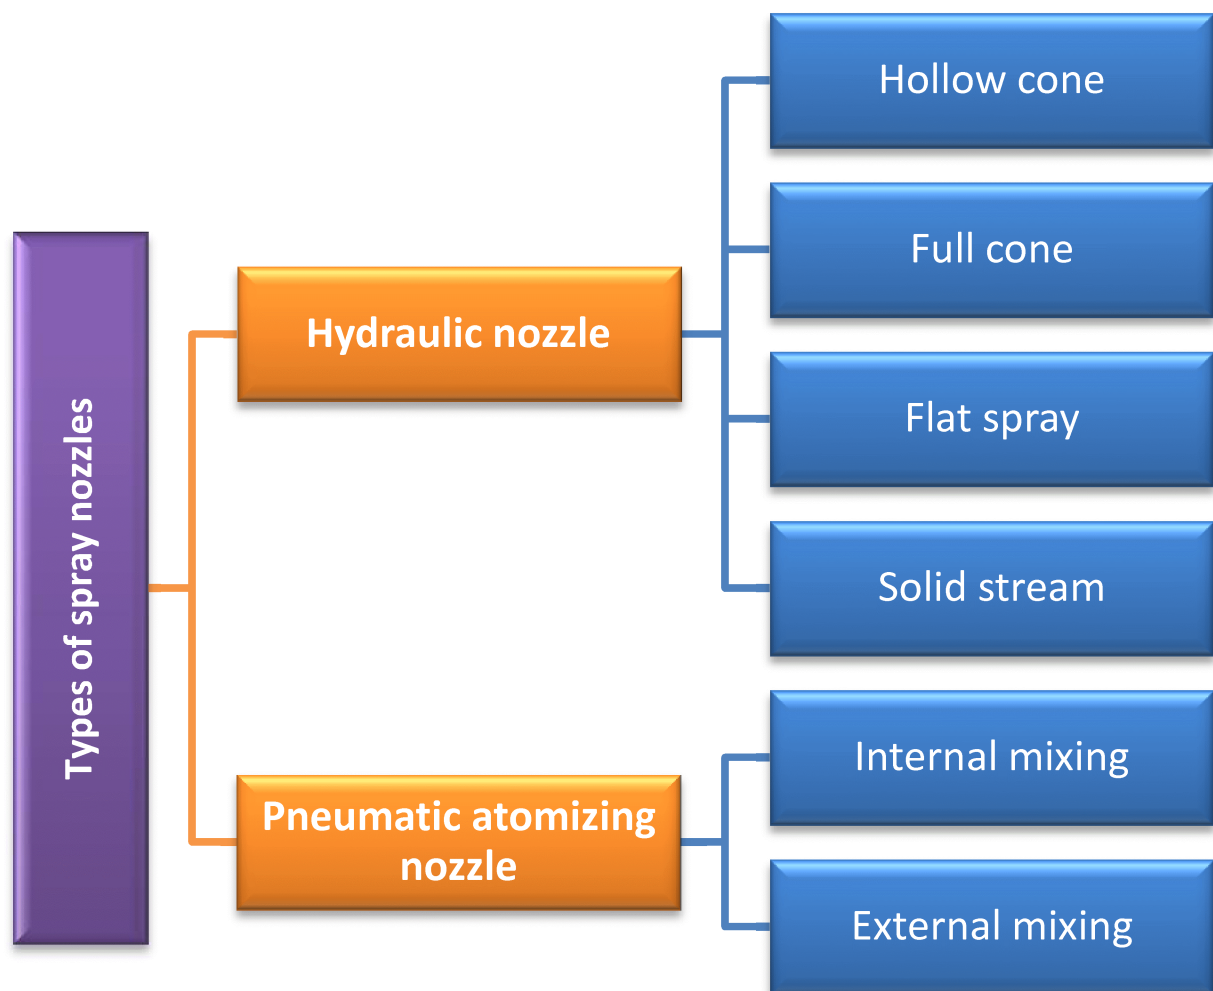 Types of spray nozzles
Hydraulic nozzle
Hollow cone
Full cone
Flat spray
Solid stream
Pneumatic atomizing
nozzle
Internal mixing
External mixing